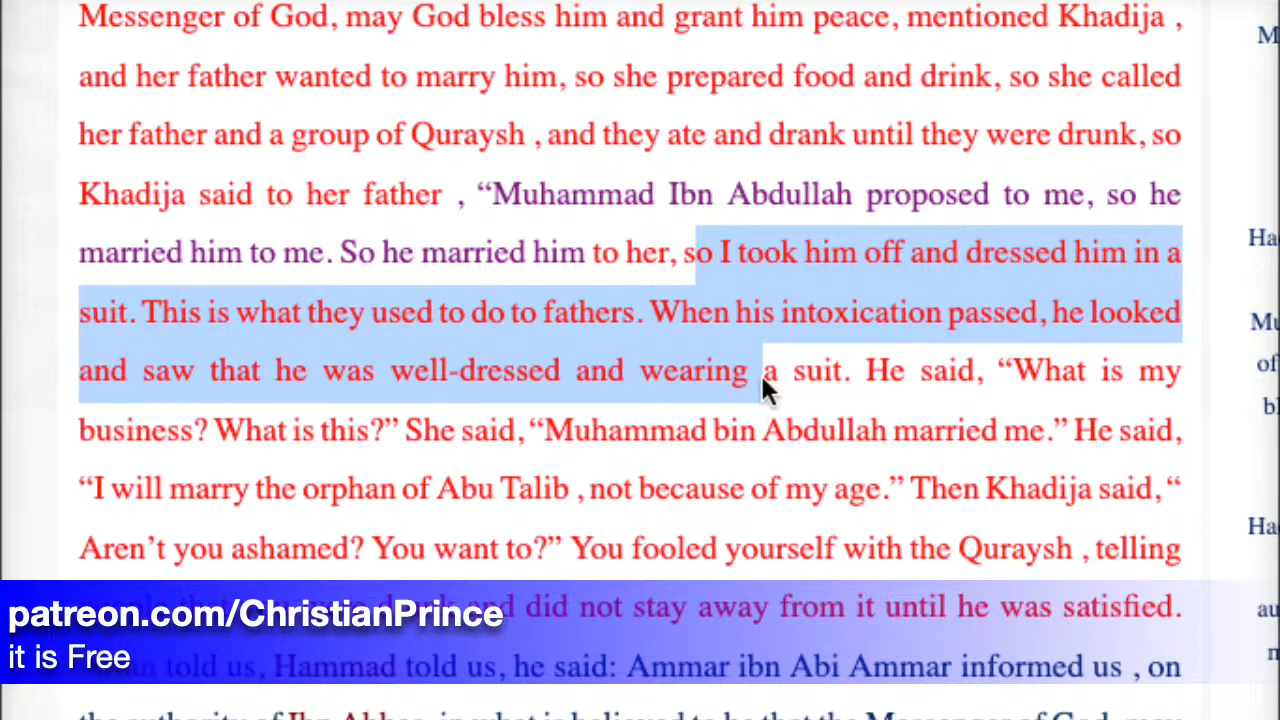 Messenger of God, may God bless him and grant him peace, mentioned Khadija ,
and her father wanted to marry him, so she prepared food and drink, so she called
her father and a group of Quraysh , and they ate and drank until they were drunk, so
Khadija said to her father , “Muhammad Ibn Abdullah proposed to me, so he
married him to me. So he married him to her, so I took him off and dressed him in a
suit. This is what they used to do to fathers. When his intoxication passed, he looked
and saw that he was well-dressed and wearing a suit. He said, “What is my
business? What is this?” She said, “Muhammad bin Abdullah married me.” He said,
“I will marry the orphan of Abu Talib , not because of my age.” Then Khadija said, “
Aren’t you ashamed? You want to?” You fooled yourself with the Quraysh , telling
and did not stay away from it until he was satisfied.
told us, Hammad told us, he said: Ammar ibn Abi Ammar informed us , on
patreon.com/ChristianPrince
it is Free
M
Ha
Mu
of
bl
Ha
au